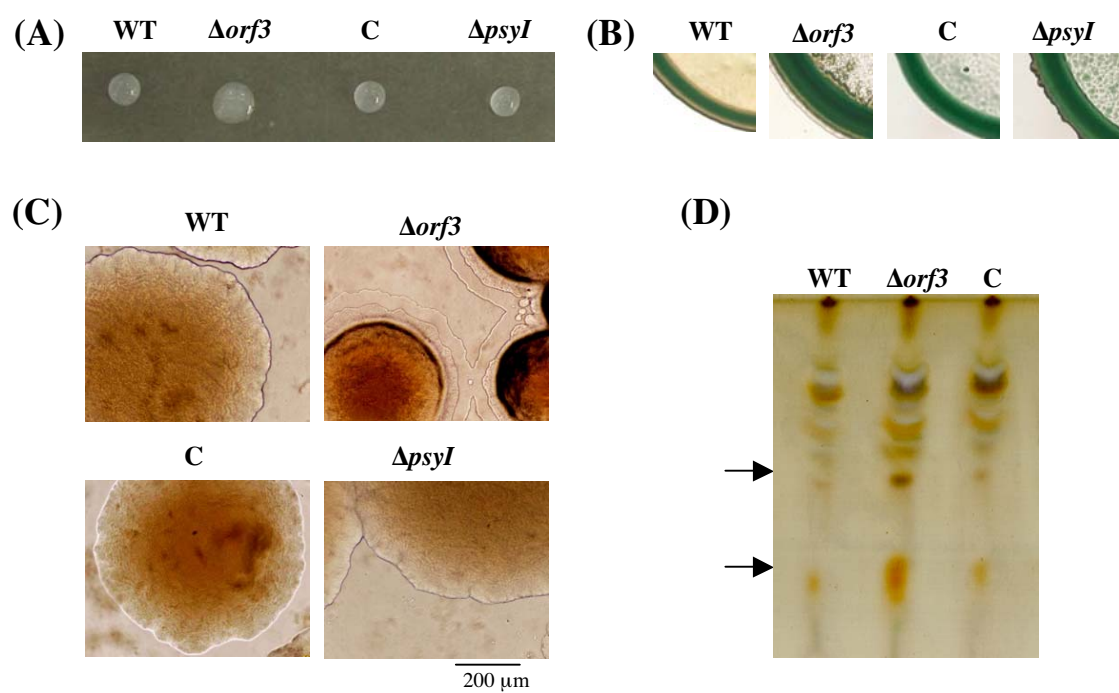 (A) WT Δorf3 C ΔpsyI
(B) WT Δorf3 C ΔpsyI
(C) WT Δorf3
C ΔpsyI
200 µm
(D) WT Δorf3 C